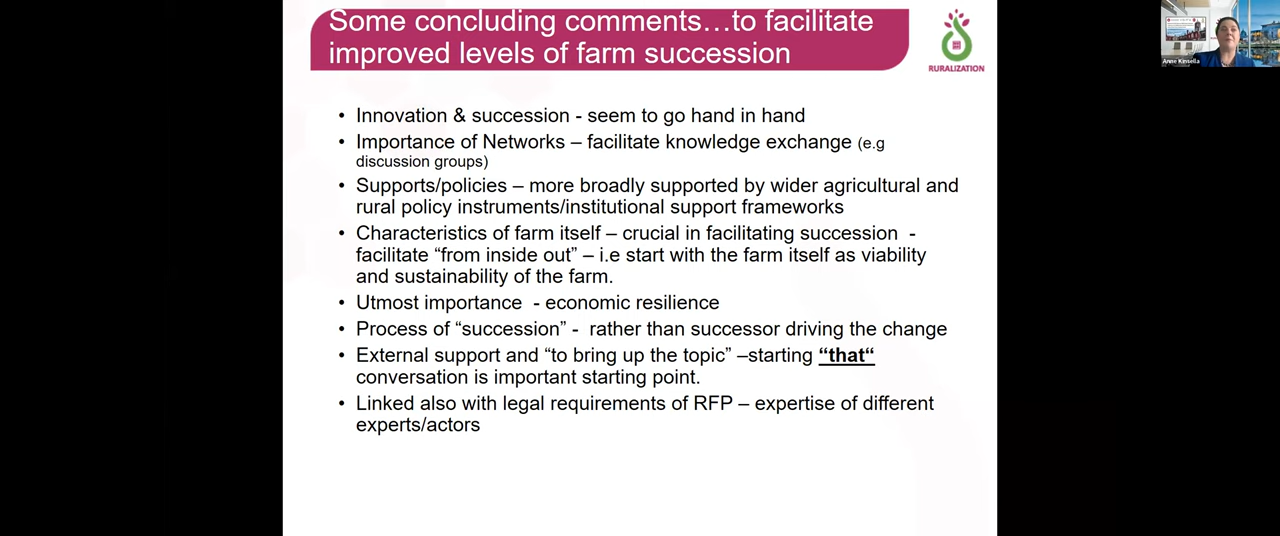 Some concluding comments…to facilitate
improved levels of farm succession
RURALIZATION
Anne Kinsella
• Innovation & succession - seem to go hand in hand
• Importance of Networks – facilitate knowledge exchange (e.g
discussion groups)
• Supports/policies – more broadly supported by wider agricultural and
rural policy instruments/institutional support frameworks
• Characteristics of farm itself – crucial in facilitating succession -
facilitate “from inside out” – i.e start with the farm itself as viability
and sustainability of the farm.
• Utmost importance - economic resilience
• Process of “succession” - rather than successor driving the change
• External support and “to bring up the topic” –starting “that“
conversation is important starting point.
• Linked also with legal requirements of RFP – expertise of different
experts/actors